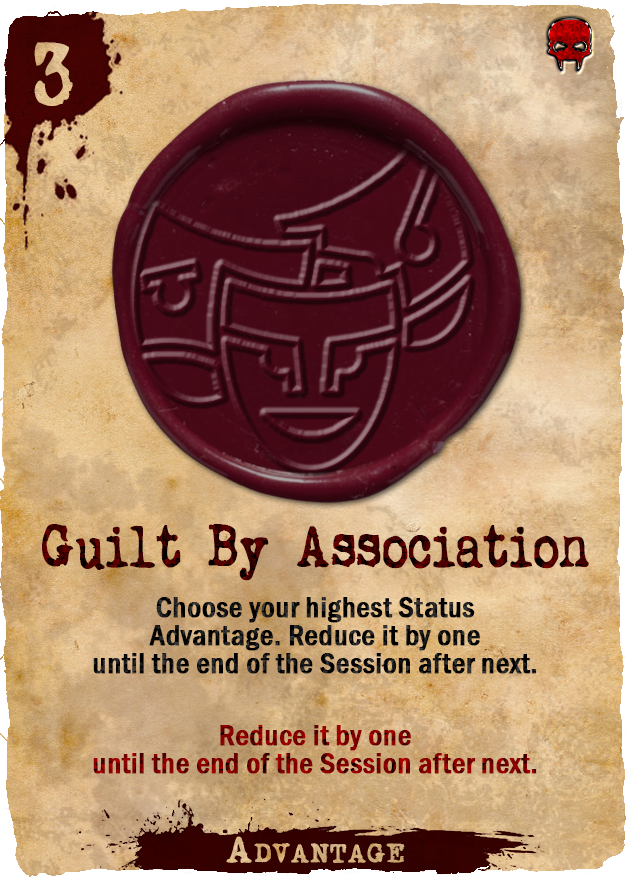 3
Guilt By Association
Choose your highest Status
Advantage. Reduce it by one
until the end of the Session after next.
Reduce it by one
until the end of the Session after next.
Advantage